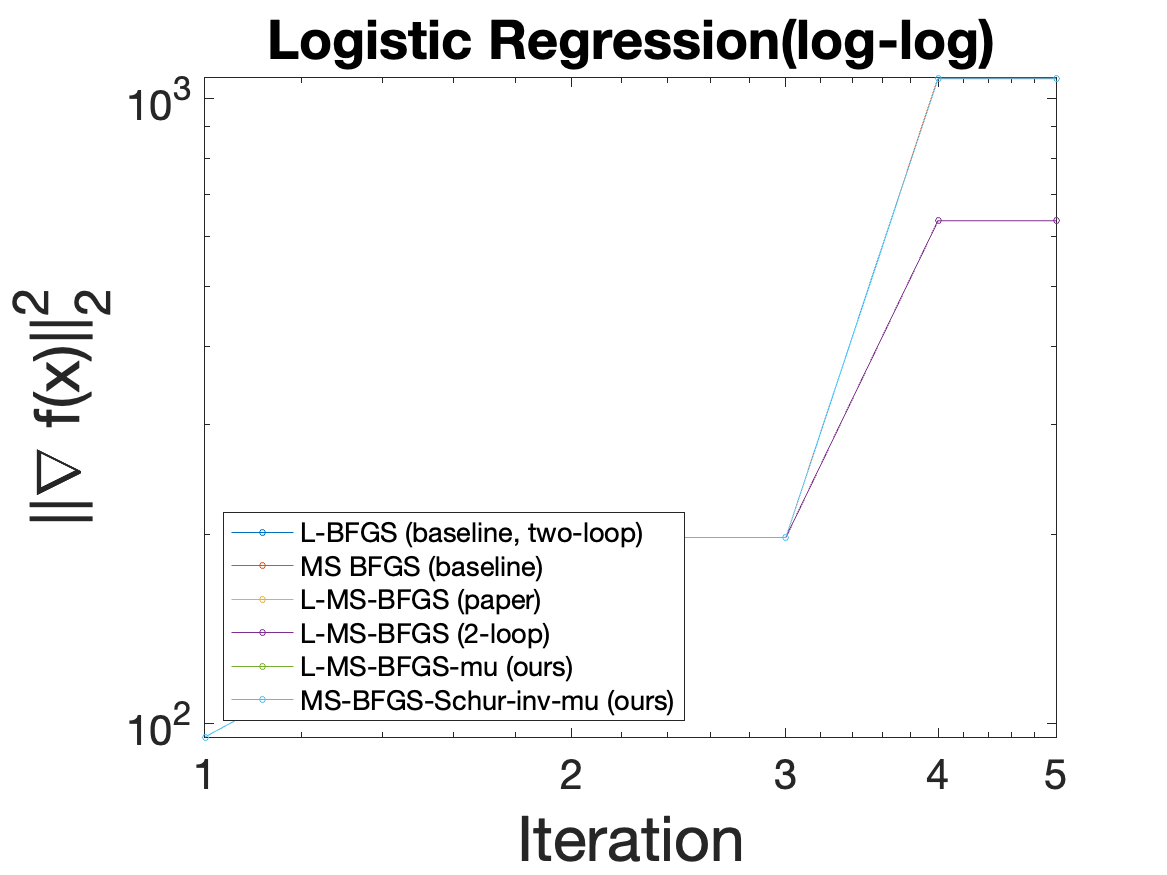 Logistic Regression(log-log)
10^3
||∇ f(x)||_2^2
L-BFGS (baseline, two-loop)
MS BFGS (baseline)
L-MS-BFGS (paper)
L-MS-BFGS (2-loop)
L-MS-BFGS-mu (ours)
MS-BFGS-Schur-inv-mu (ours)
10^2
1 2 3 4 5
Iteration